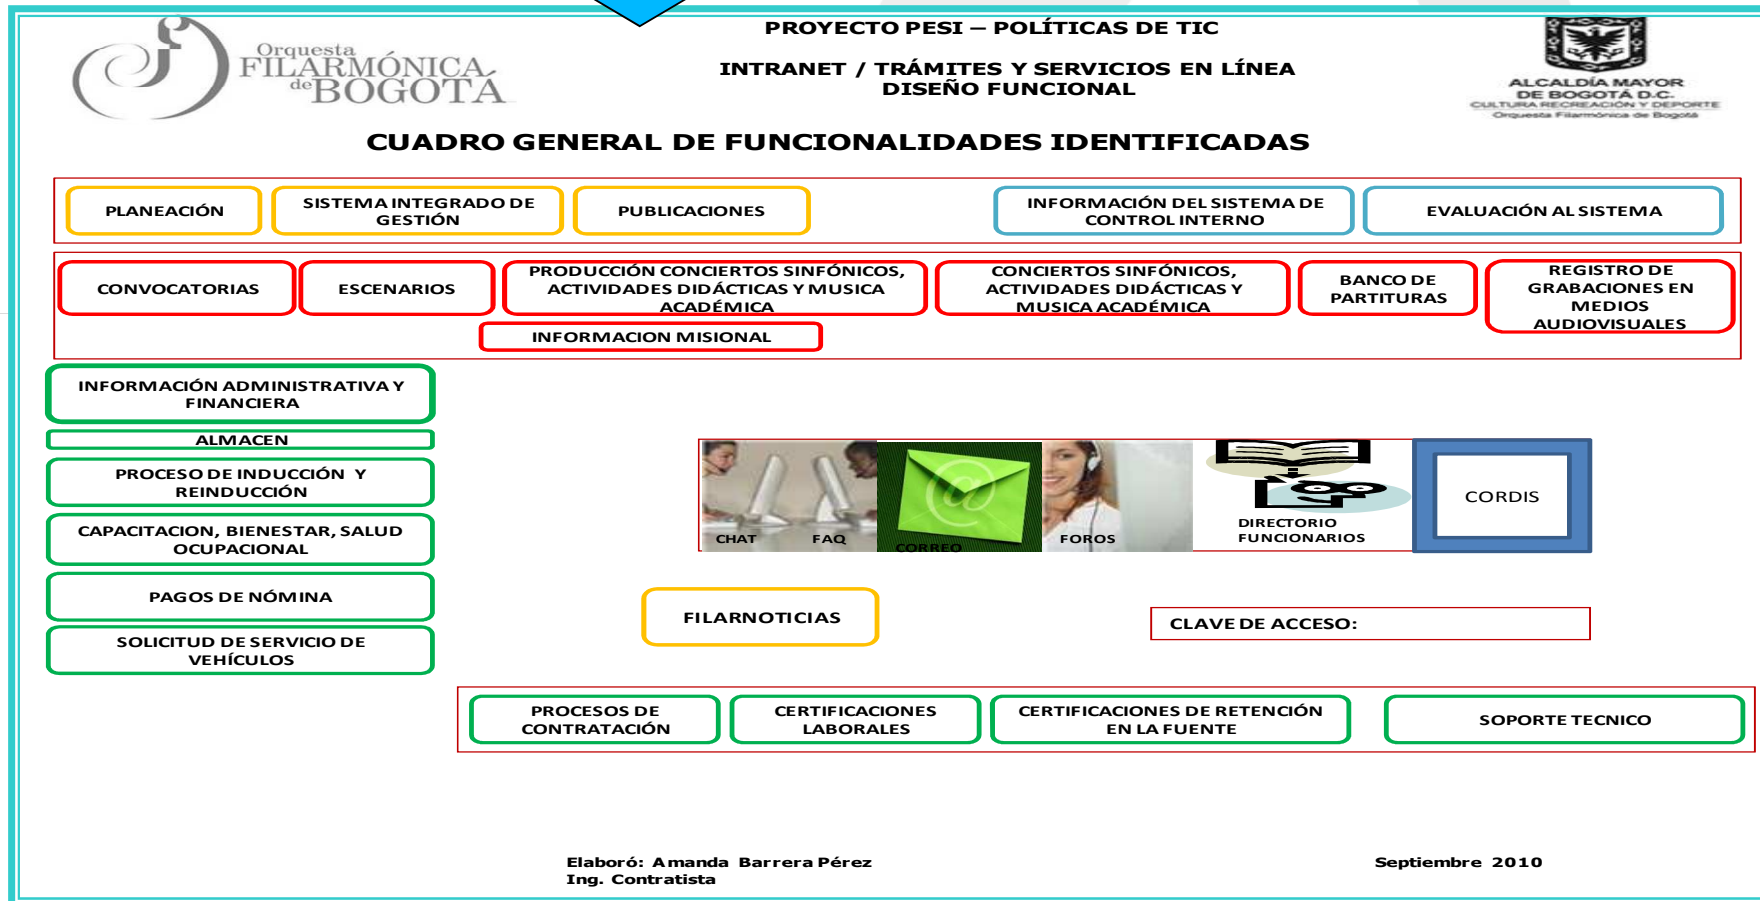 Orquesta
FILARMÓNICA
de BOGOTÁ
PROYECTO PESI – POLÍTICAS DE TIC
INTRANET / TRÁMITES Y SERVICIOS EN LÍNEA
DISEÑO FUNCIONAL
ALCALDÍA MAYOR
DE BOGOTÁ D.C.
CULTURA RECREACIÓN Y DEPORTE
Orquesta Filarmónica de Bogotá
CUADRO GENERAL DE FUNCIONALIDADES IDENTIFICADAS
PLANEACIÓN
SISTEMA INTEGRADO DE
GESTIÓN
PUBLICACIONES
INFORMACIÓN DEL SISTEMA DE
CONTROL INTERNO
EVALUACIÓN AL SISTEMA
CONVOCATORIAS
ESCENARIOS
PRODUCCIÓN CONCIERTOS SINFÓNICOS,
ACTIVIDADES DIDÁCTICAS Y MUSICA
ACADÉMICA
CONCIERTOS SINFÓNICOS,
ACTIVIDADES DIDÁCTICAS Y
MUSICA ACADÉMICA
BANCO DE
PARTITURAS
REGISTRO DE
GRABACIONES EN
MEDIOS
AUDIOVISUALES
INFORMACION MISIONAL
INFORMACIÓN ADMINISTRATIVA Y
FINANCIERA
ALMACEN
PROCESO DE INDUCCIÓN Y
REINDUCCIÓN
CAPACITACION, BIENESTAR, SALUD
OCUPACIONAL
PAGOS DE NÓMINA
SOLICITUD DE SERVICIO DE
VEHÍCULOS
CHAT
FAQ
CORREO
FOROS
DIRECTORIO
FUNCIONARIOS
CORDIS
FILARNOTICIAS
CLAVE DE ACCESO:
PROCESOS DE
CONTRATACIÓN
CERTIFICACIONES
LABORALES
CERTIFICACIONES DE RETENCIÓN
EN LA FUENTE
SOPORTE TECNICO
Elaboró: Amanda Barrera Pérez
Ing. Contratista
Septiembre 2010